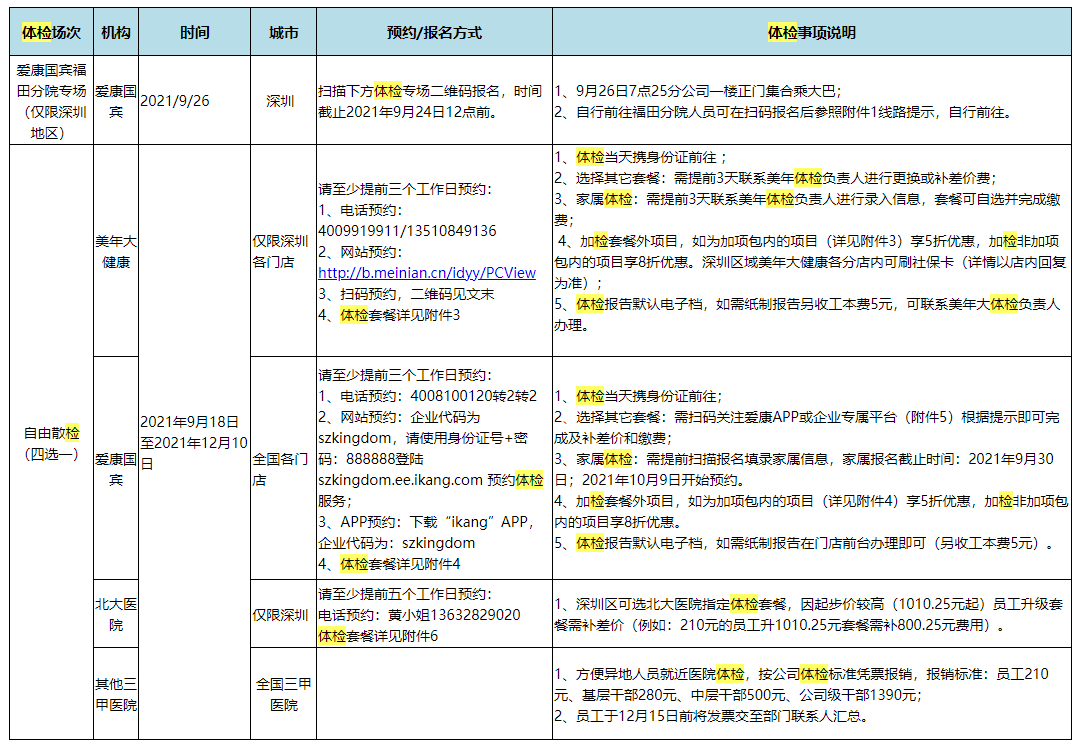 体检场次 机构 时间 城市 预约/报名方式 体检事项说明
爱康国宾福
田分院专场
（仅限深圳
地区）
爱康国
宾
2021/9/26
深圳
扫描下方体检专场二维码报名，时间
截止2021年9月24日12点前。
1、9月26日7点25分公司一楼正门集合乘大巴；
2、自行前往福田分院人员可在扫码报名后参照附件1线路提示，自行前往。
自由散检
（四选一）
美年大
健康
2021年9月18日
至2021年12月10
日
仅限深圳
各门店
请至少提前三个工作日预约：
1、电话预约：
4009919911/13510849136
2、网站预约：
http://b.meinian.cn/idyy/PCView
3、扫码预约，二维码见文末
4、体检套餐详见附件3
1、体检当天携身份证前往；
2、选择其它套餐：需提前3天联系美年体检负责人进行更换或补差价费；
3、家属体检：需提前3天联系美年体检负责人进行录入信息，套餐可自选并完成缴
费；
4、加检套餐外项目，如为加项包内的项目（详见附件3）享5折优惠，加检非加项
包内的项目享8折优惠。深圳区域美年大健康各分店内可刷社保卡（详情以店内回复
为准）；
5、体检报告默认电子档，如需纸制报告另收工本费5元，可联系美年大体检负责人
办理。
爱康国
宾
全国各门
店
请至少提前三个工作日预约：
1、电话预约：4008100120转2转2
2、网站预约：企业代码为
szkingdom，请使用身份证号+密
码：888888登陆
szkingdom.ee.ikang.com 预约体检
服务；
3、APP预约：下载“ikang”APP，
企业代码为：szkingdom
4、体检套餐详见附件4
1、体检当天携身份证前往；
2、选择其它套餐：需扫码关注爱康APP或企业专属平台（附件5）根据提示即可完
成及补差价和缴费；
3、家属体检：需提前扫描报名填录家属信息，家属报名截止时间：2021年9月30
日；2021年10月9日开始预约。
4、加检套餐外项目，如为加项包内的项目（详见附件4）享5折优惠，加检非加项包
内的项目享8折优惠。
5、体检报告默认电子档，如需纸制报告在门店前台办理即可（另收工本费5元）。
北大医
院
仅限深圳
请至少提前五个工作日预约：
电话预约：黄小姐13632829020
体检套餐详见附件6
1、深圳区可选北大医院指定体检套餐，因起步价较高（1010.25元起）员工升级套
餐需补差价（例如：210元的员工升1010.25元套餐需补800.25元费用）。
其他三
甲医院
全国三甲
医院
1、方便异地人员就近医院体检，按公司体检标准凭票报销，报销标准：员工210
元、基层干部280元、中层干部500元、公司级干部1390元；
2、员工于12月15日前将发票交至部门联系人汇总。